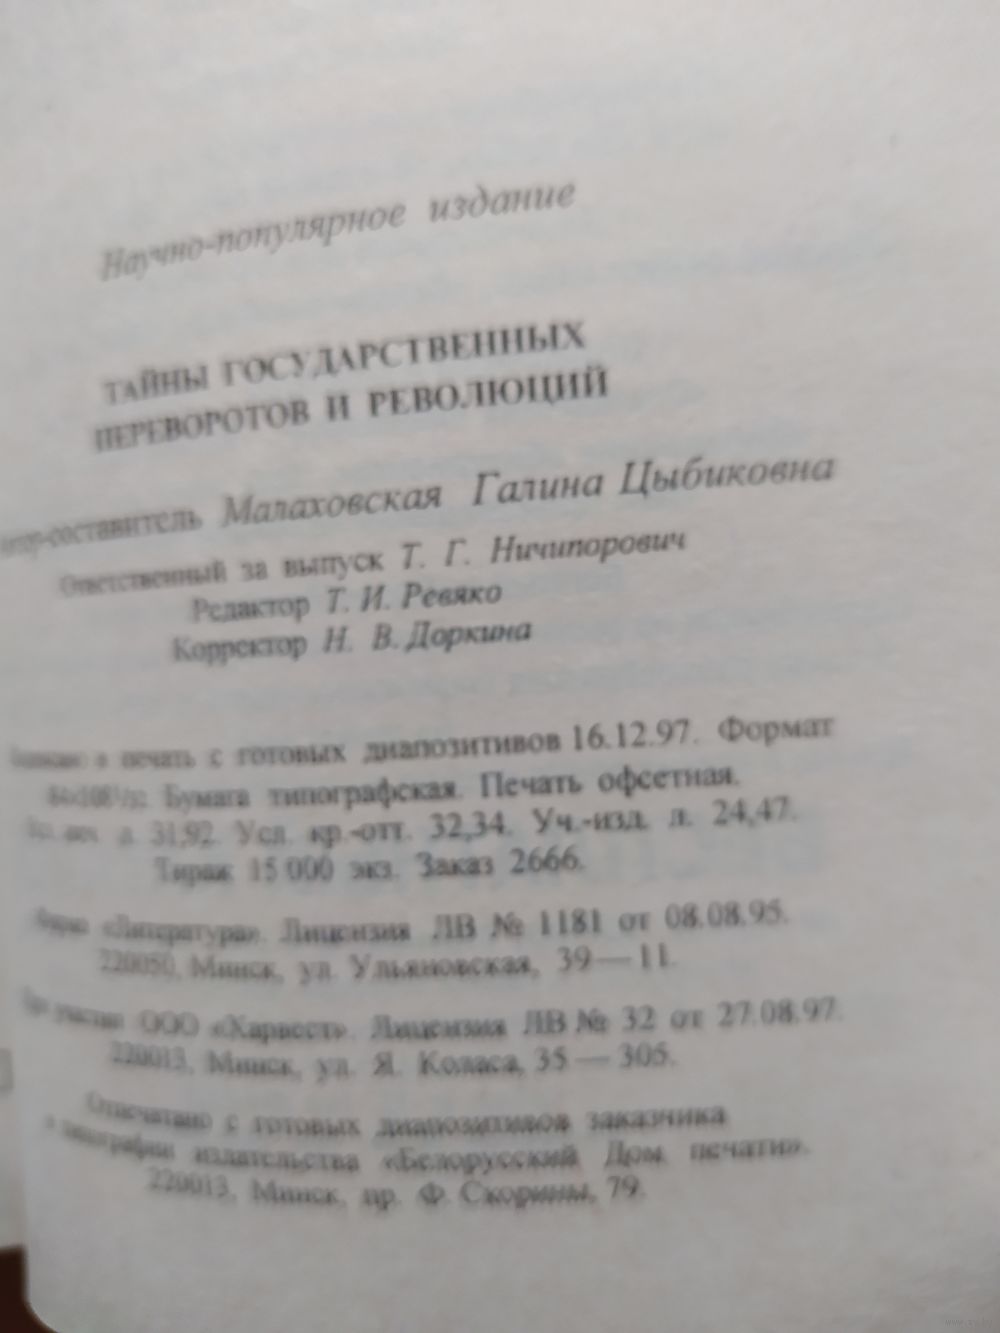 Научно-популярное издание
ТАЙНЫ ГОСУДАРСТВЕННЫХ
ПЕРЕВОРОТОВ И РЕВОЛЮЦИЙ
Малаховская Галина Цыбиковна
Ответственный за выпуск Т. Г. Ничипорович
Редактор Т. И. Ревяко
Корректор Н. В. Доркина
в печать с готовых диапозитивов 16.12.97. Формат
Бумага типографская. Печать офсетная.
л. 31,92. Усл. кр.-отт. 32,34. Уч.-изд. л. 24,47.
Тираж 15 000 экз. Заказ 2666.
«Литература». Лицензия ЛВ № 1181 от 08.08.95.
220050, Минск, ул. Ульяновская, 39—11.
ООО «Харвест». Лицензия ЛВ № 32 от 27.08.97.
220013, Минск, ул. Я. Коласа, 35 — 305.
Отпечатано с готовых диапозитивов заказчика
в типографии издательства «Белорусский Дом печати».
220013, Минск, пр. Ф. Скорины, 79.